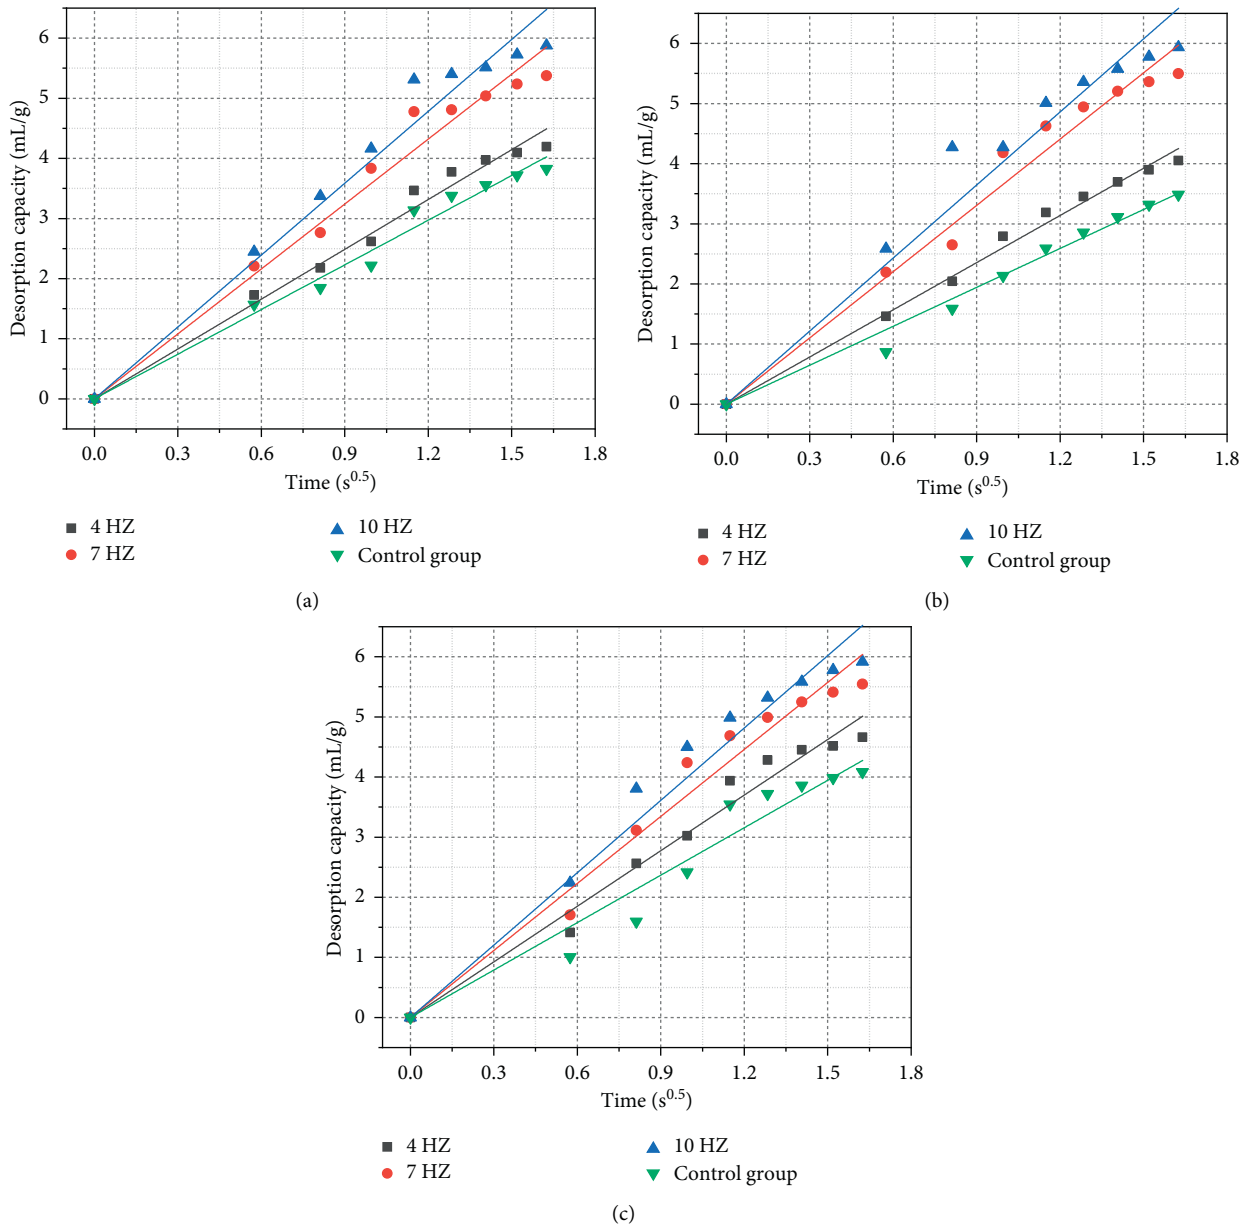 6
5
4
3
2
1
0
Desorption capacity (mL/g)
0.0 0.3 0.6 0.9 1.2 1.5 1.8
Time (s^0.5)
4 HZ
7 HZ
10 HZ
Control group
(a)
6
5
4
3
2
1
0
Desorption capacity (mL/g)
0.0 0.3 0.6 0.9 1.2 1.5 1.8
Time (s^0.5)
4 HZ
7 HZ
10 HZ
Control group
(b)
6
5
4
3
2
1
0
Desorption capacity (mL/g)
0.0 0.3 0.6 0.9 1.2 1.5 1.8
Time (s^0.5)
4 HZ
7 HZ
10 HZ
Control group
(c)